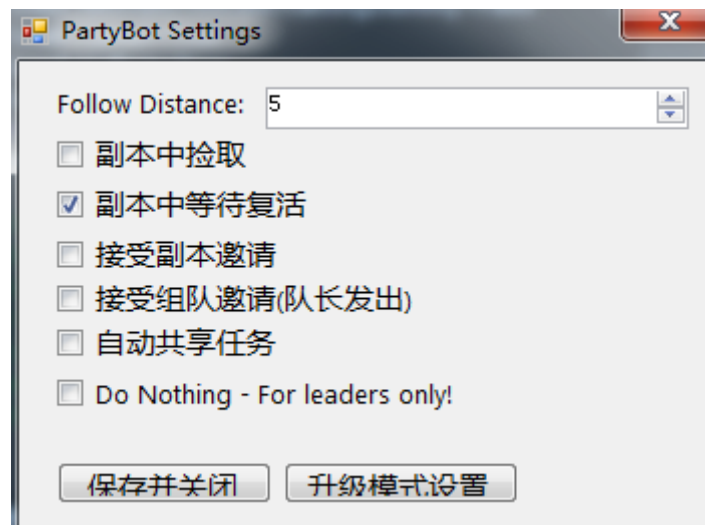 PartyBot Settings
Follow Distance: 5
副本中捡取
副本中等待复活
接受副本邀请
接受组队邀请(队长发出)
自动共享任务
Do Nothing - For leaders only!
保存并关闭 升级模式设置